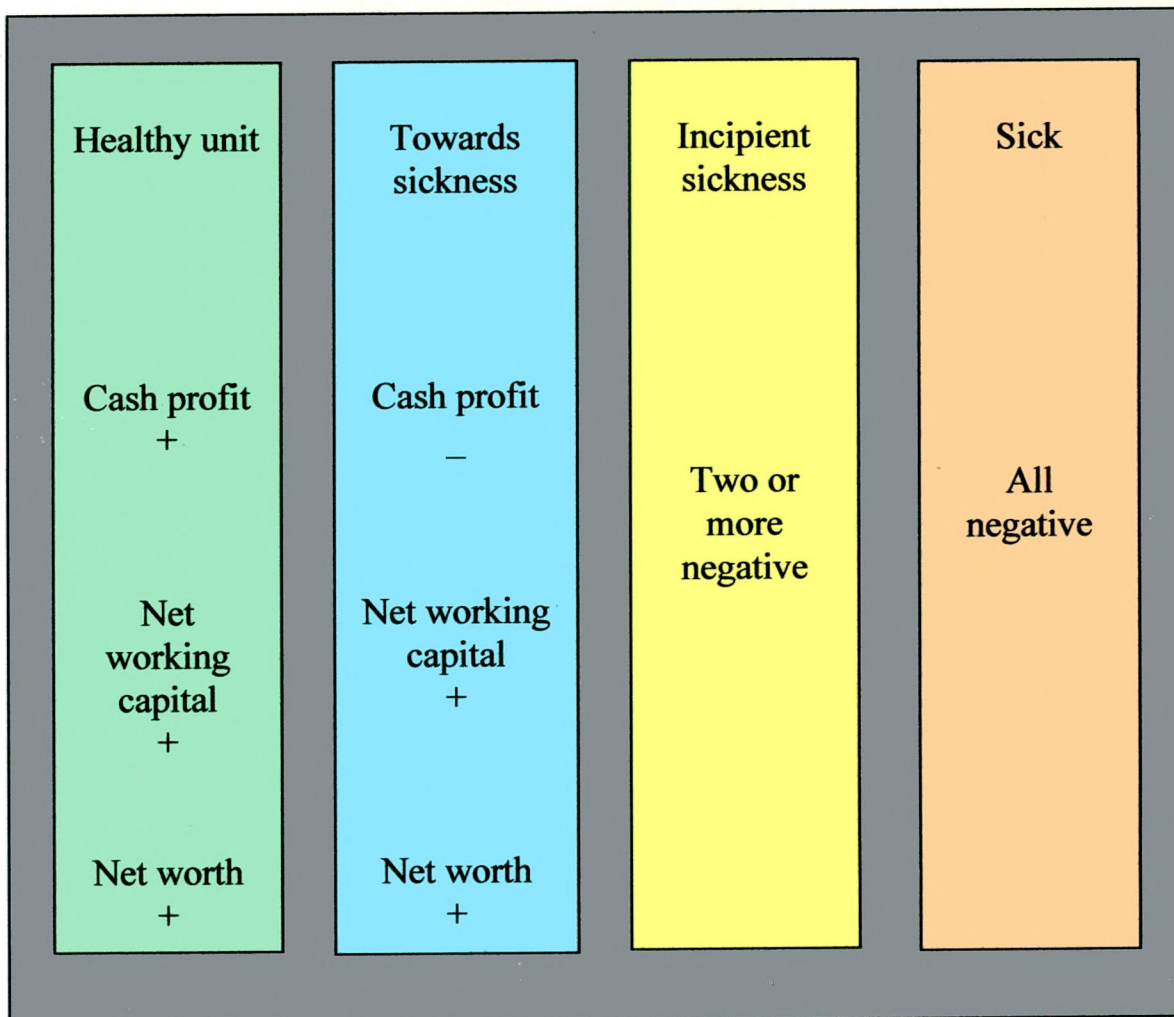 Healthy unit
Cash profit
+
Net
working
capital
+
Net worth
+
Towards
sickness
Cash profit
–
Net working
capital
+
Net worth
+
Incipient
sickness
Two or
more
negative
Sick
All
negative